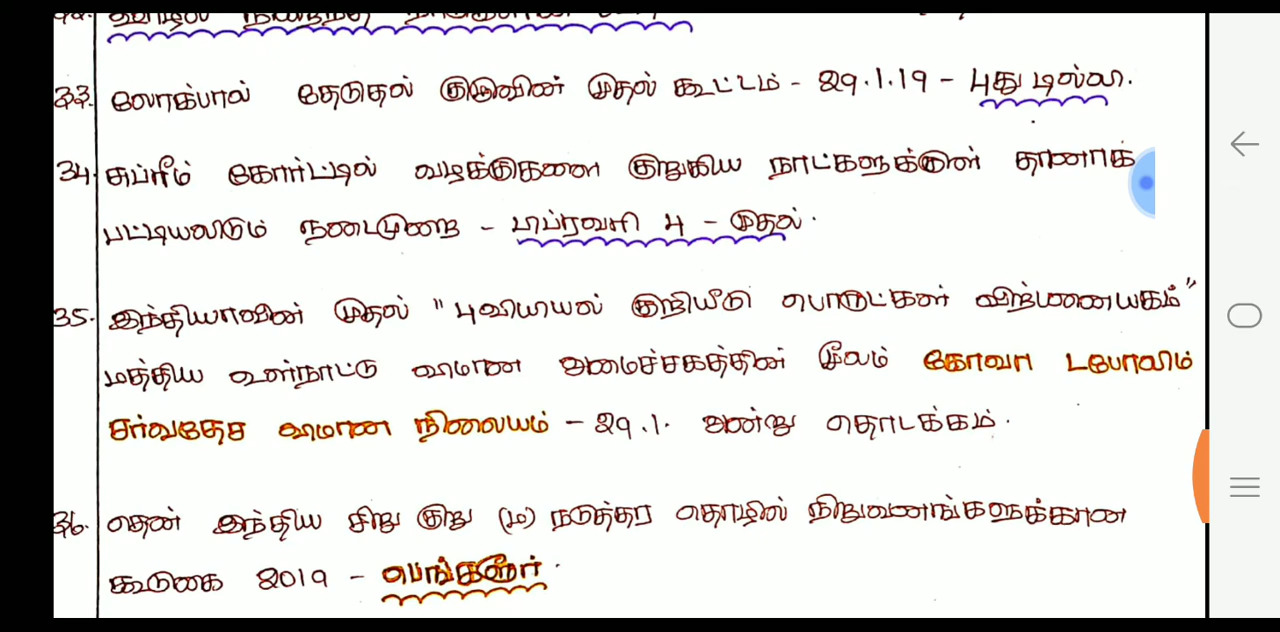 33. லோக்பால் தேடுதல் குழுவின் முதல் கூட்டம் - 29.1.19 - புது டில்லி.
34. சுப்ரீம் கோர்ட்டில் வழக்குகளை குறுகிய நாட்களுக்குள் தானாக
பட்டியலிடும் நடைமுறை - பிப்ரவரி 4 - முதல்.
35. இந்தியாவின் முதல் "புவியியல் குறியீடு பொருட்கள் விற்பனையகம்"
மத்திய உள்நாட்டு விமான அமைச்சகத்தின் மூலம் கோவா டபோலிம்
சர்வதேச விமான நிலையம் - 29.1. அன்று தொடக்கம்.
36. தென் இந்திய சிறு குறு (ம) நடுத்தர தொழில் நிறுவனங்களுக்கான
கூடுகை 2019 - பெங்களூர்.